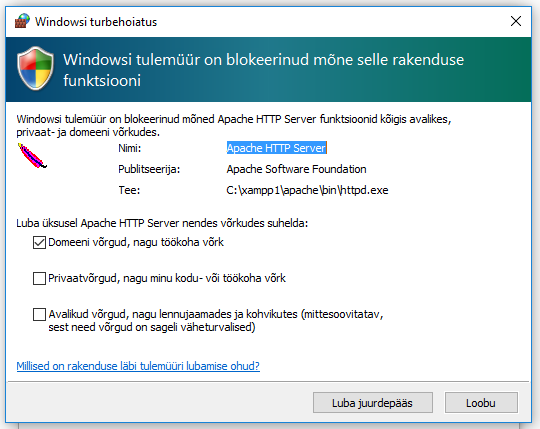 Windowsi turbehoiatus
Windowsi tulemüür on blokeerinud mõne selle rakenduse
funktsiooni
Windowsi tulemüür on blokeerinud mõned Apache HTTP Server funktsioonid kõigis avalikes,
privaat- ja domeeni võrkudes.
Nimi: Apache HTTP Server
Publitseerija: Apache Software Foundation
Tee: C:\xampp1\apache\bin\httpd.exe
Luba üksusel Apache HTTP Server nendes võrkudes suhelda:
Domeeni võrgud, nagu töökoha võrk
Privaatvõrgud, nagu minu kodu- või töökoha võrk
Avalikud võrgud, nagu lennujaamades ja kohvikutes (mittesoovitatav,
sest need võrgud on sageli väheturvalised)
Millised on rakenduse läbi tulemüüri lubamise ohud?
Luba juurdepääs Loobu